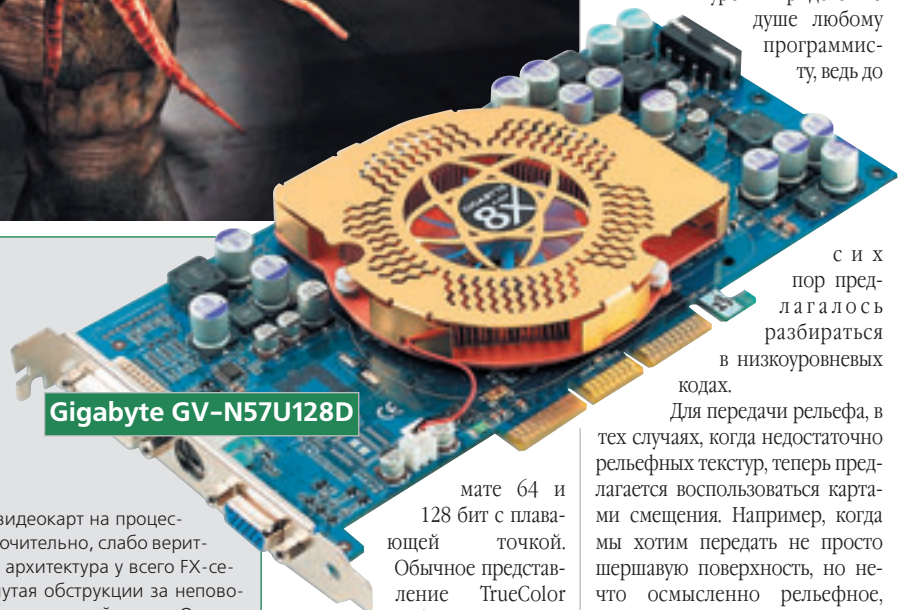 душе любому
программис-
ту, ведь до
с и х
пор пред-
лагалось
разбираться
в низкоуровневых
кодах.
Для передачи рельефа, в
тех случаях, когда недостаточно
рельефных текстур, теперь пред-
лагается воспользоваться карта-
ми смещения. Например, когда
мы хотим передать не просто
шершавую поверхность, но не-
что осмысленно рельефное,
GIGABYTE
8X
Gigabyte GV-N57U128D
мате 64 и
128 бит с плава-
ющей точкой.
Обычное представ-
ление TrueColor
видеокарт на процес-
очительно, слабо верит-
архитектура у всего FX-се-
нутая обструкции за непово-